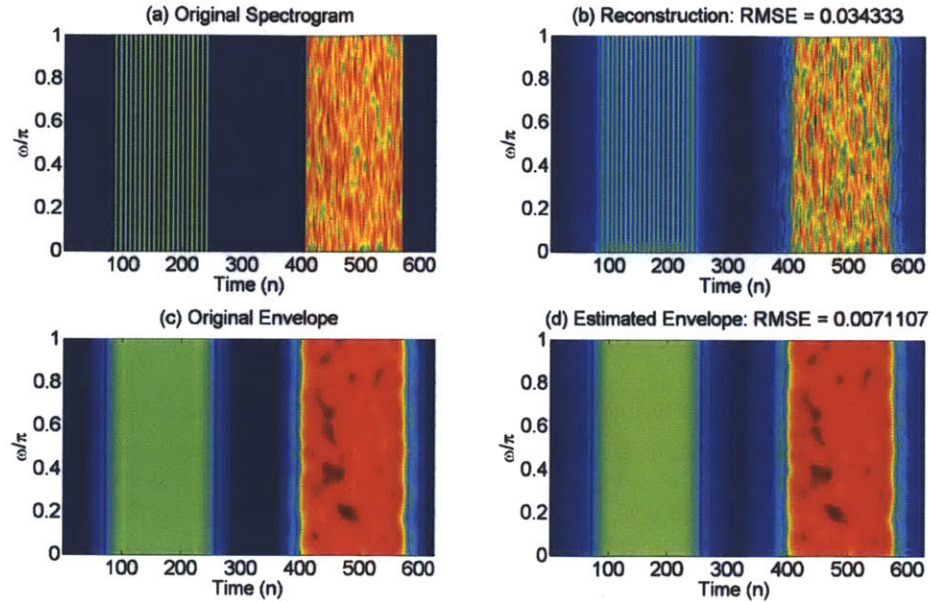 (a) Original Spectrogram
(b) Reconstruction: RMSE = 0.034333
1
0.8
0.6
0.4
0.2
0
ω/π
100 200 300 400 500 600
Time (n)
1
0.8
0.6
0.4
0.2
0
ω/π
100 200 300 400 500 600
Time (n)
(c) Original Envelope
(d) Estimated Envelope: RMSE = 0.0071107
1
0.8
0.6
0.4
0.2
0
ω/π
100 200 300 400 500 600
Time (n)
1
0.8
0.6
0.4
0.2
0
ω/π
100 200 300 400 500 600
Time (n)